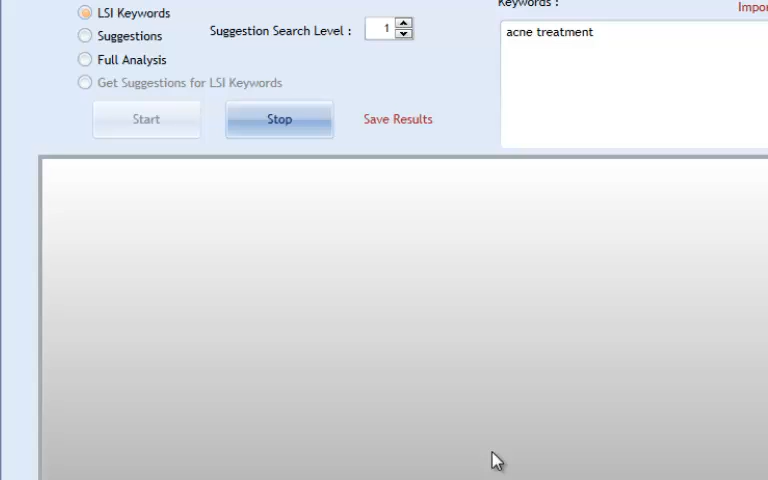 Keywords :
LSI Keywords
Suggestions
Suggestion Search Level :
1
acne treatment
Full Analysis
Get Suggestions for LSI Keywords
Start
Stop
Save Results